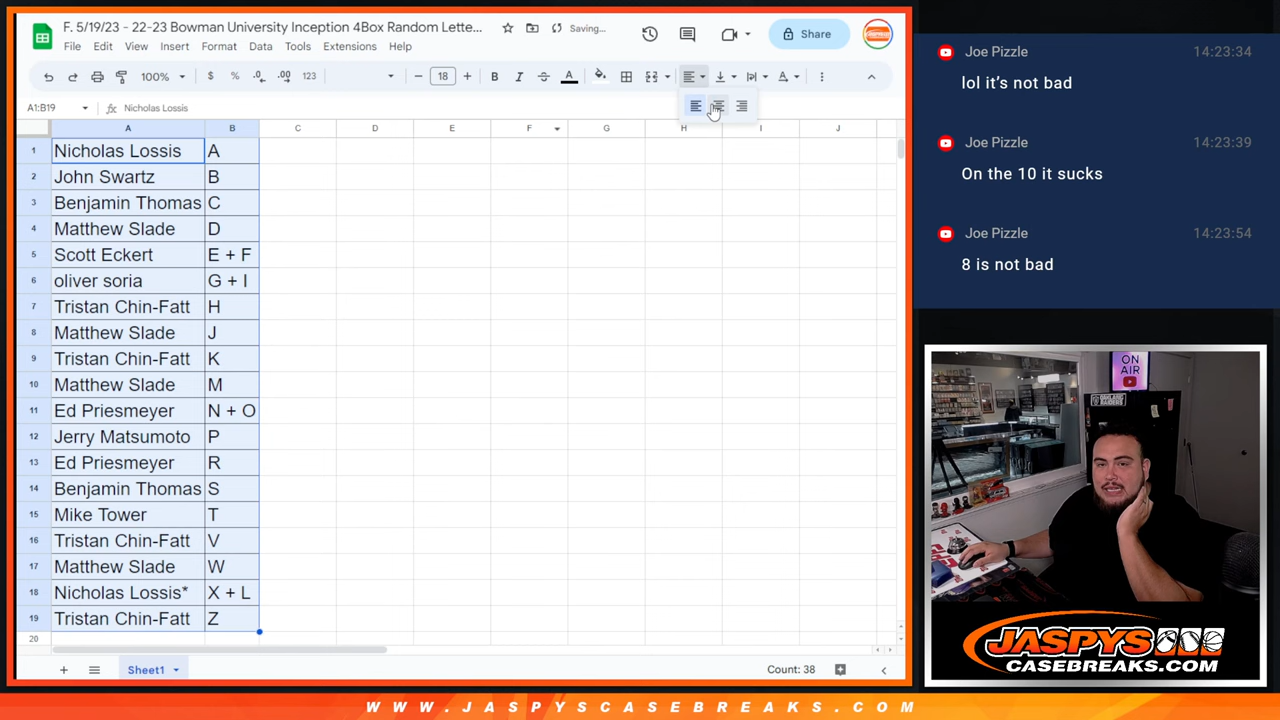 F. 5/19/23 - 22-23 Bowman University Inception 4Box Random Lette...
Saving...
Share
File Edit View Insert Format Data Tools Extensions Help
100% $ % .0 .00 123 − 18 + B I A
A1:B19 fx Nicholas Lossis
A B C D E F G H I J
1 Nicholas Lossis A
2 John Swartz B
3 Benjamin Thomas C
4 Matthew Slade D
5 Scott Eckert E + F
6 oliver soria G + I
7 Tristan Chin-Fatt H
8 Matthew Slade J
9 Tristan Chin-Fatt K
10 Matthew Slade M
11 Ed Priesmeyer N + O
12 Jerry Matsumoto P
13 Ed Priesmeyer R
14 Benjamin Thomas S
15 Mike Tower T
16 Tristan Chin-Fatt V
17 Matthew Slade W
18 Nicholas Lossis* X + L
19 Tristan Chin-Fatt Z
20
Sheet1
Count: 38
Joe Pizzle 14:23:34
lol it’s not bad
Joe Pizzle 14:23:39
On the 10 it sucks
Joe Pizzle 14:23:54
8 is not bad
ON
AIR
JASPYS
CASEBREAKS.COM
WWW.JASPYSCASEBREAKS.COM